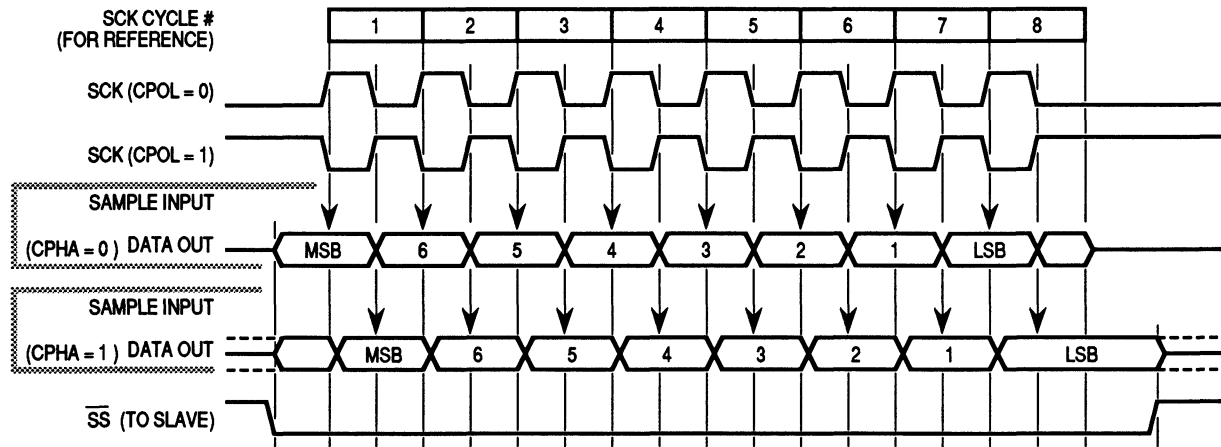 SCK CYCLE #
(FOR REFERENCE)
1 2 3 4 5 6 7 8
SCK (CPOL = 0)
SCK (CPOL = 1)
SAMPLE INPUT
(CPHA = 0) DATA OUT
MSB 6 5 4 3 2 1 LSB
SAMPLE INPUT
(CPHA = 1) DATA OUT
MSB 6 5 4 3 2 1 LSB
SS (TO SLAVE)